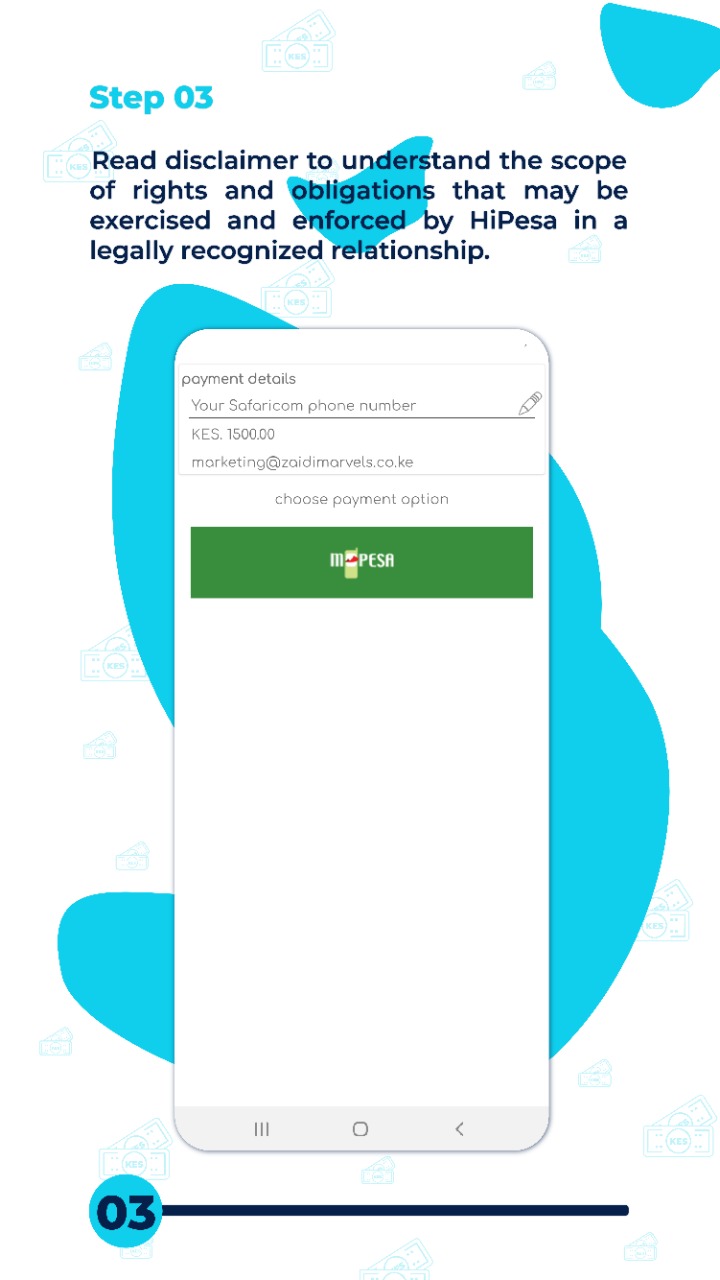 Step 03
Read disclaimer to understand the scope
of rights and obligations that may be
exercised and enforced by HiPesa in a
legally recognized relationship.
payment details
Your Safaricom phone number
KES. 1500.00
marketing@zaidimarvels.co.ke
choose payment option
M PESA
03